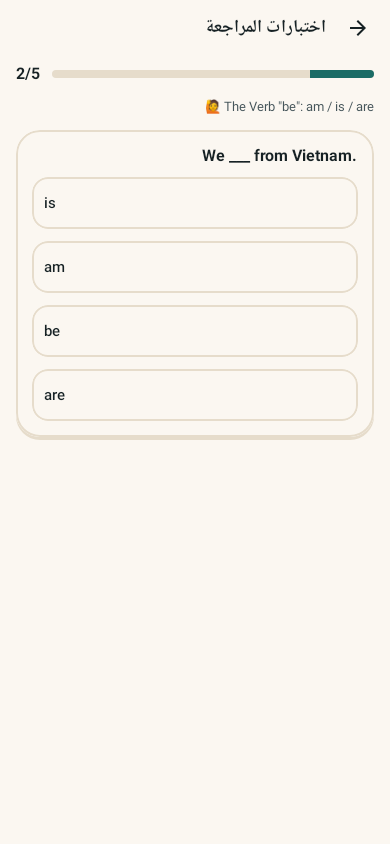 اختبارات المراجعة
2/5
🙋 The Verb "be": am / is / are
We ___ from Vietnam.
is
am
be
are